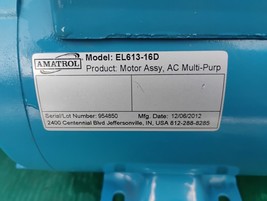 AMATROL
Model: EL613-16D
Product: Motor Assy, AC Multi-Purp
Serial/Lot Number: 954850 Mfg. Date: 12/06/2012
2400 Centennial Blvd Jeffersonville, IN, USA 812-288-8285